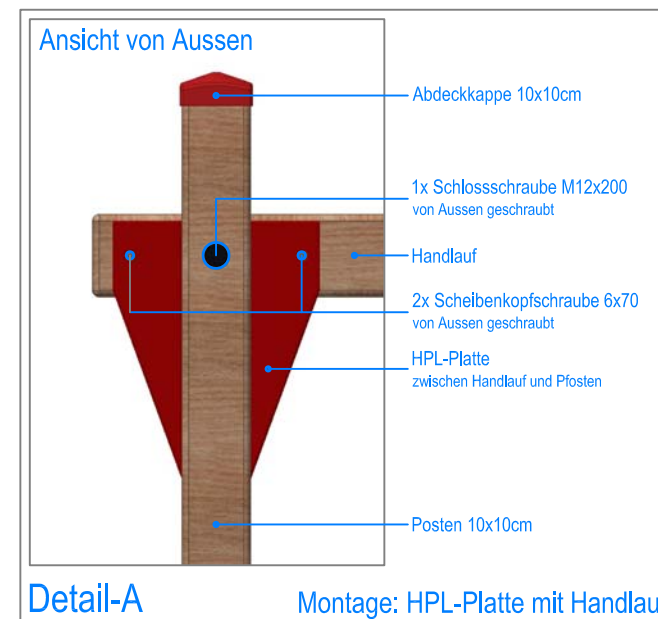 Ansicht von Aussen
Abdeckkappe 10x10cm
1x Schlossschraube M12x200
von Aussen geschraubt
Handlauf
2x Scheibenkopfschraube 6x70
von Aussen geschraubt
HPL-Platte
zwischen Handlauf und Pfosten
Posten 10x10cm
Detail-A
Montage: HPL-Platte mit Handlau